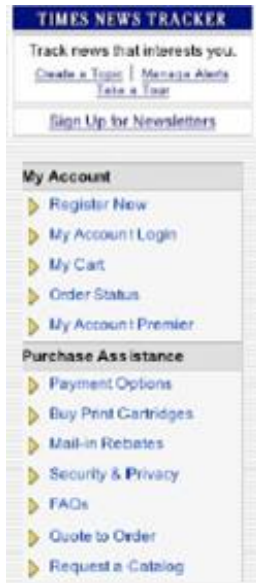 TIMES NEWS TRACKER
Track news that interests you.
Create a Topic | Manage Alerts
Take a Tour
Sign Up for Newsletters
My Account
Register Now
My Account Login
My Cart
Order Status
My Account Premier
Purchase Assistance
Payment Options
Buy Print Cartridges
Mail-in Rebates
Security & Privacy
FAQs
Quote to Order
Request a Catalog